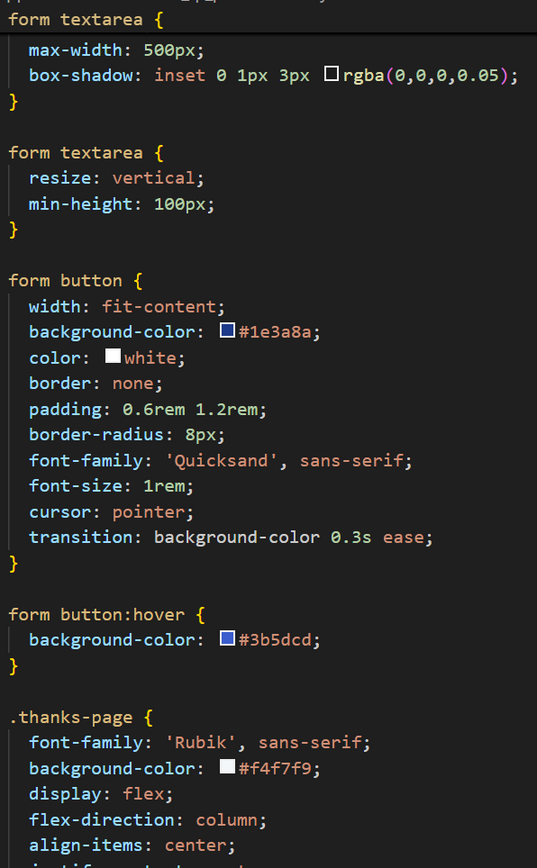 form textarea {
max-width: 500px;
box-shadow: inset 0 1px 3px rgba(0,0,0,0.05);
}
form textarea {
resize: vertical;
min-height: 100px;
}
form button {
width: fit-content;
background-color: #1e3a8a;
color: white;
border: none;
padding: 0.6rem 1.2rem;
border-radius: 8px;
font-family: 'Quicksand', sans-serif;
font-size: 1rem;
cursor: pointer;
transition: background-color 0.3s ease;
}
form button:hover {
background-color: #3b5dcd;
}
.thanks-page {
font-family: 'Rubik', sans-serif;
background-color: #f4f7f9;
display: flex;
flex-direction: column;
align-items: center;